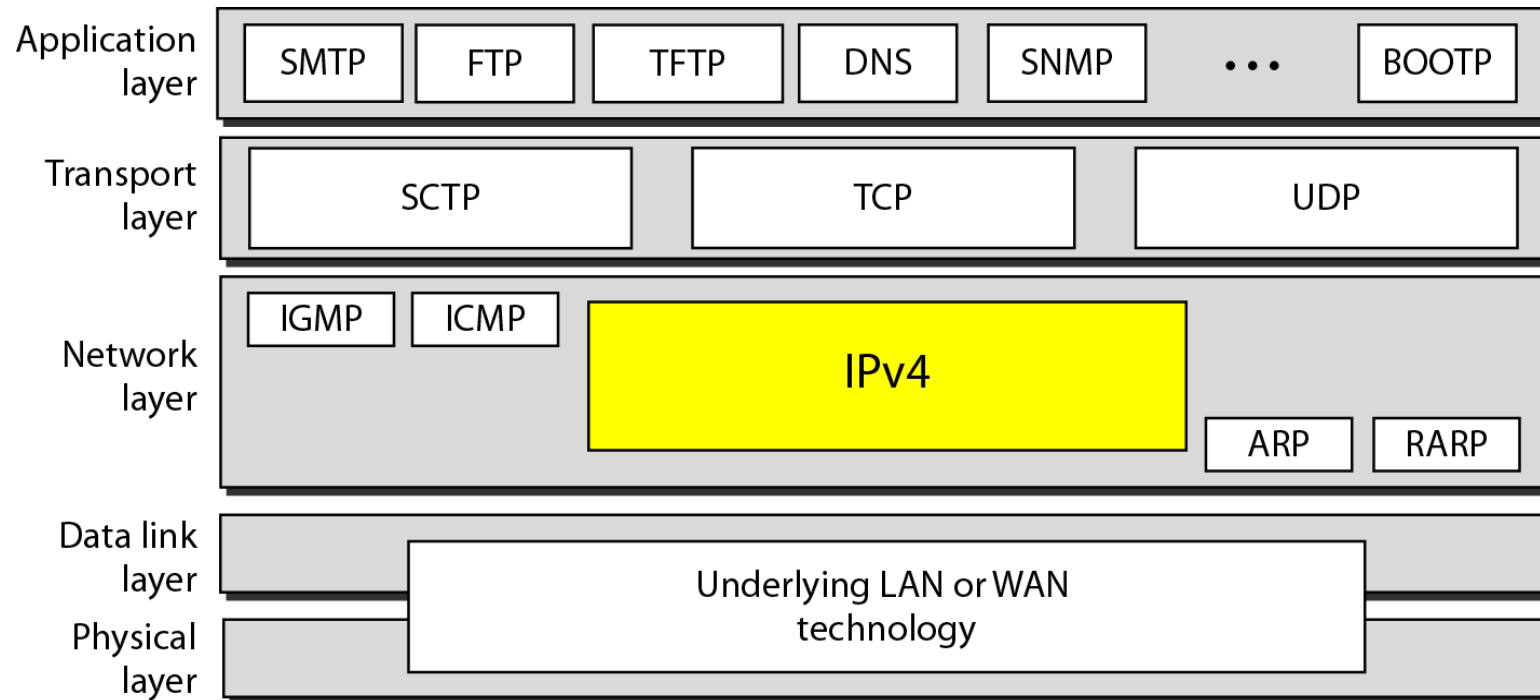 Application
layer
SMTP
FTP
TFTP
DNS
SNMP
•••
BOOTP
Transport
layer
SCTP
TCP
UDP
Network
layer
IGMP
ICMP
IPv4
ARP
RARP
Data link
layer
Underlying LAN or WAN
technology
Physical
layer